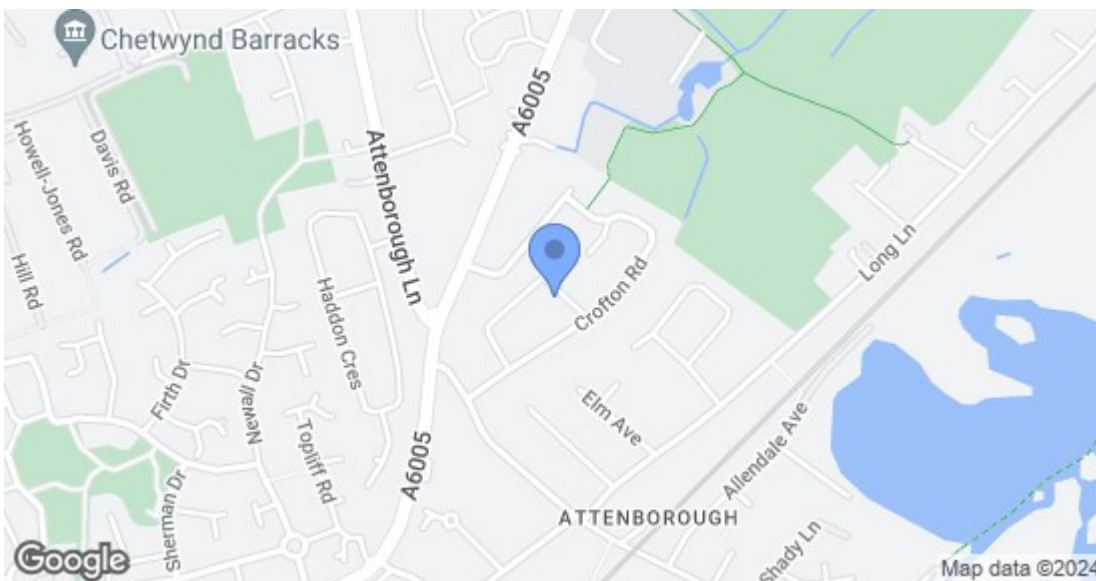 Chetwynd Barracks
A6005
Attenborough Ln
Davis Rd
Howell-Jones Rd
Hill Rd
Long Ln
Haddon Cres
Crofton Rd
Firth Dr
Newall Dr
Elm Ave
Topliff Rd
A6005
Allendale Ave
Sherman Dr
ATTENBOROUGH
Shady Ln
Google
Map data ©2024